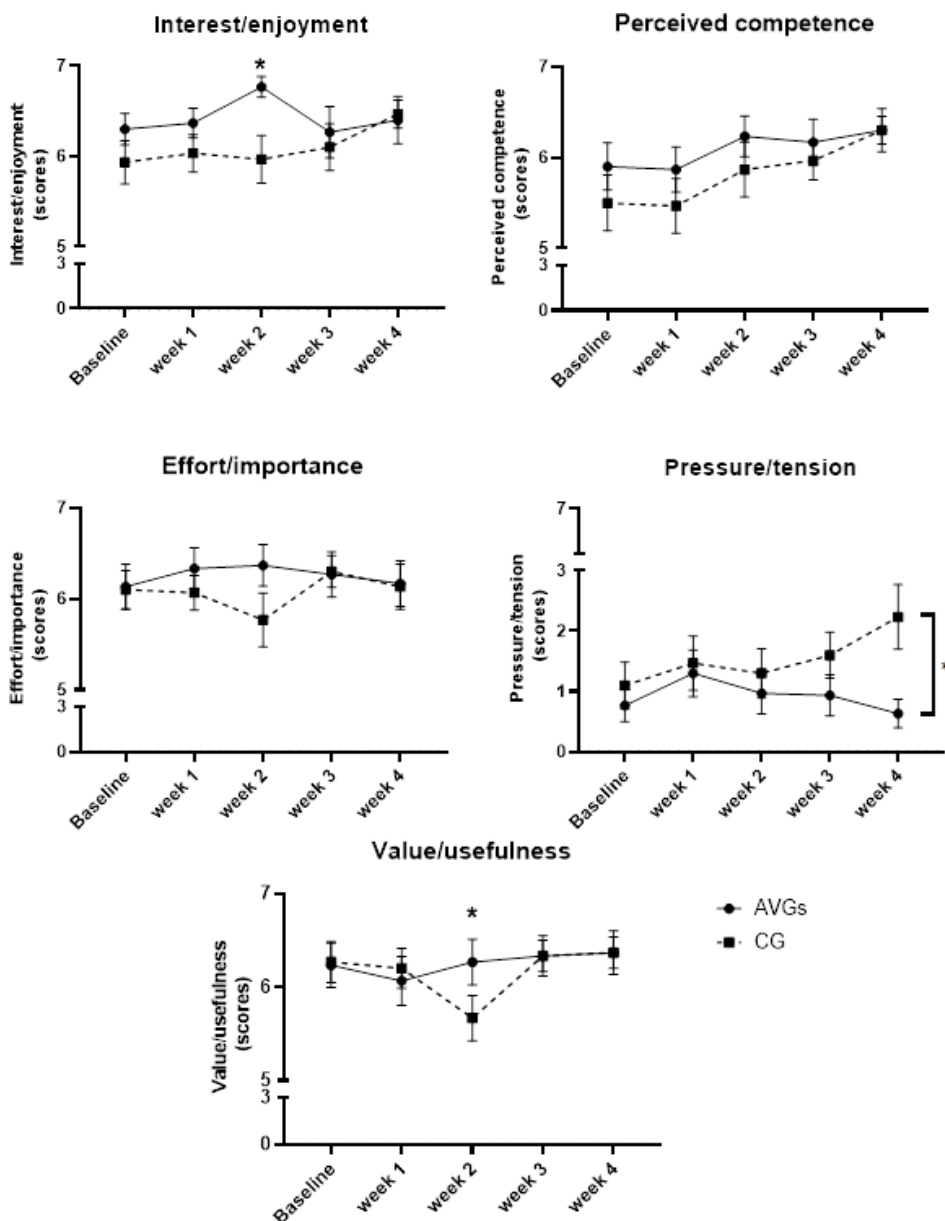 Interest/enjoyment
Interest/enjoyment
(scores)
7
6
5
3
0
*
Baseline
week 1
week 2
week 3
week 4
Perceived competence
Perceived competence
(scores)
7
6
5
3
0
Baseline
week 1
week 2
week 3
week 4
Effort/importance
Effort/importance
(scores)
7
6
5
3
0
Baseline
week 1
week 2
week 3
week 4
Pressure/tension
Pressure/tension
(scores)
7
3
2
1
0
*
Baseline
week 1
week 2
week 3
week 4
Value/usefulness
Value/usefulness
(scores)
7
6
5
3
0
*
Baseline
week 1
week 2
week 3
week 4
AVGs
CG